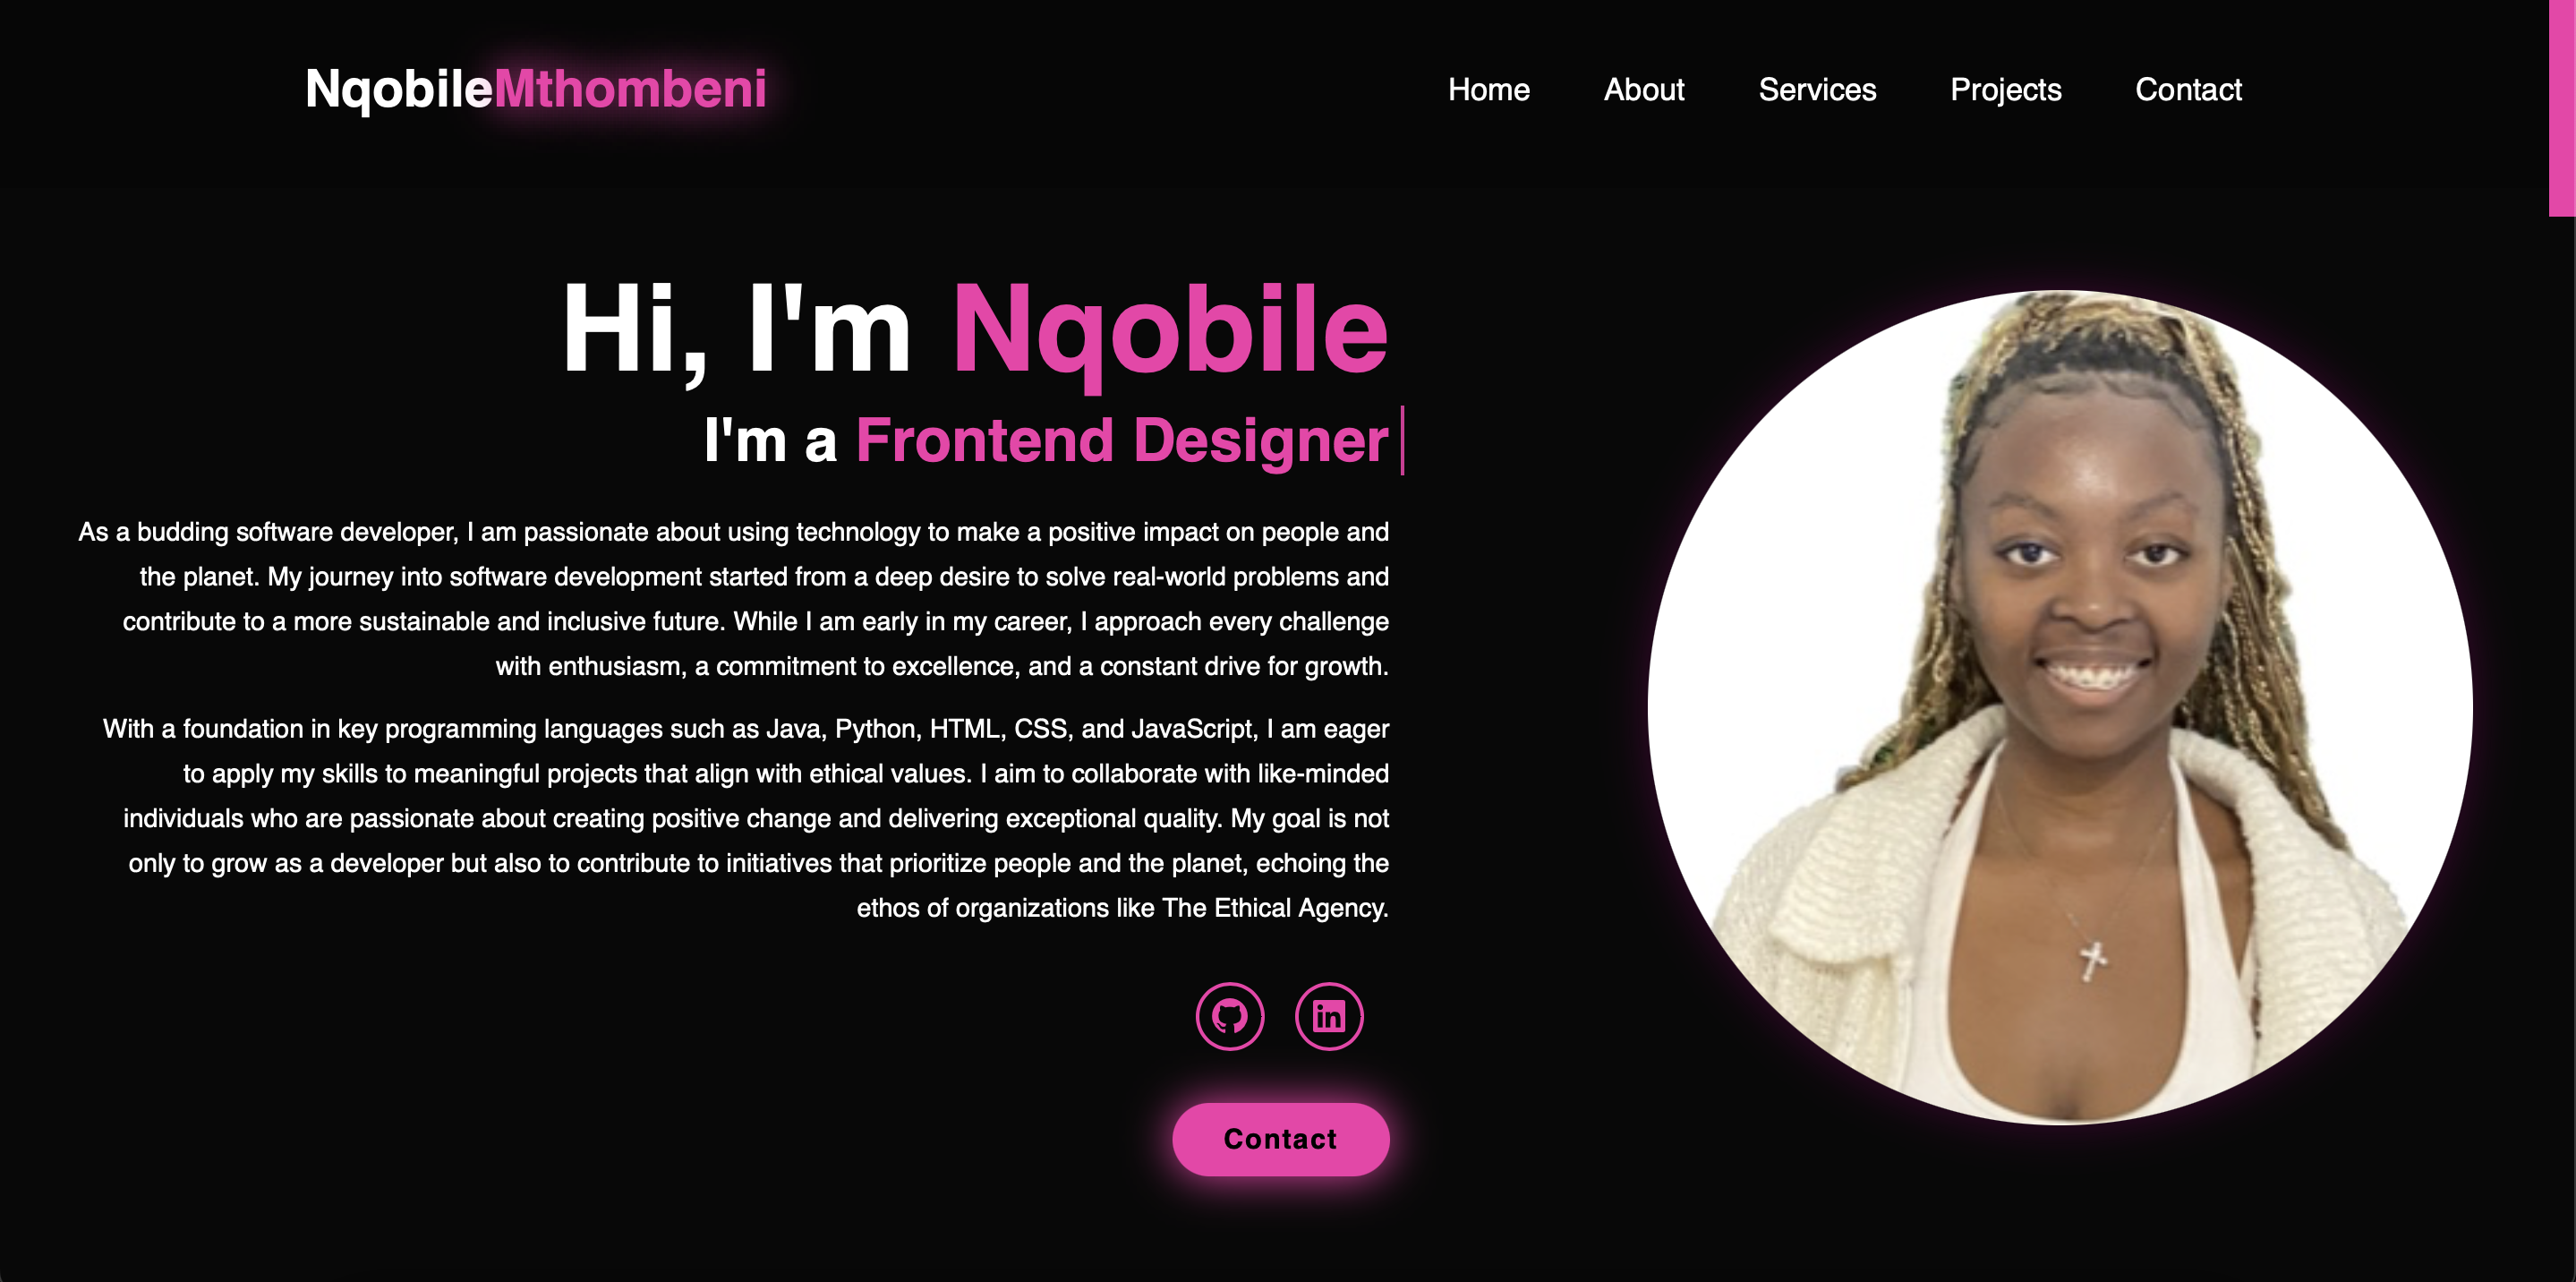 NqobileMthombeni
Home About Services Projects Contact
Hi, I'm Nqobile
I'm a Frontend Designer
As a budding software developer, I am passionate about using technology to make a positive impact on people and
the planet. My journey into software development started from a deep desire to solve real-world problems and
contribute to a more sustainable and inclusive future. While I am early in my career, I approach every challenge
with enthusiasm, a commitment to excellence, and a constant drive for growth.
With a foundation in key programming languages such as Java, Python, HTML, CSS, and JavaScript, I am eager
to apply my skills to meaningful projects that align with ethical values. I aim to collaborate with like-minded
individuals who are passionate about creating positive change and delivering exceptional quality. My goal is not
only to grow as a developer but also to contribute to initiatives that prioritize people and the planet, echoing the
ethos of organizations like The Ethical Agency.
in
Contact